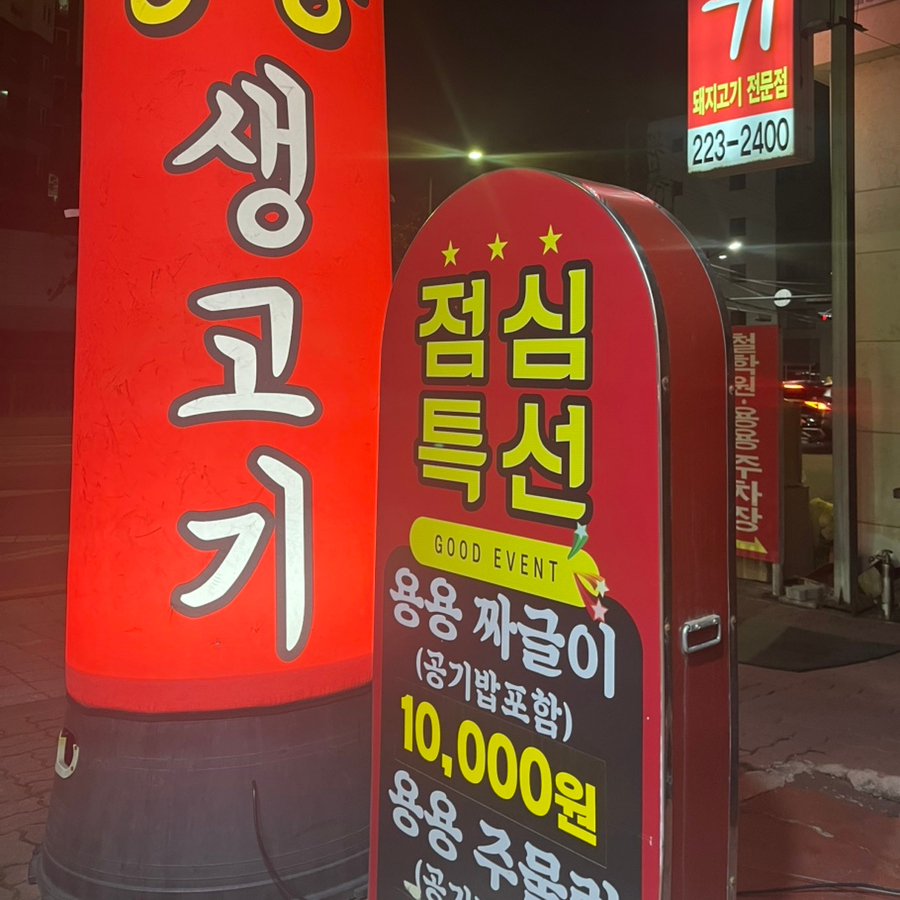 생고기
기
돼지고기 전문점
223-2400
점심
특선
GOOD EVENT
용용 짜글이
(공기밥포함)
10,000원
용용 주물럭
철학원·용용주차장